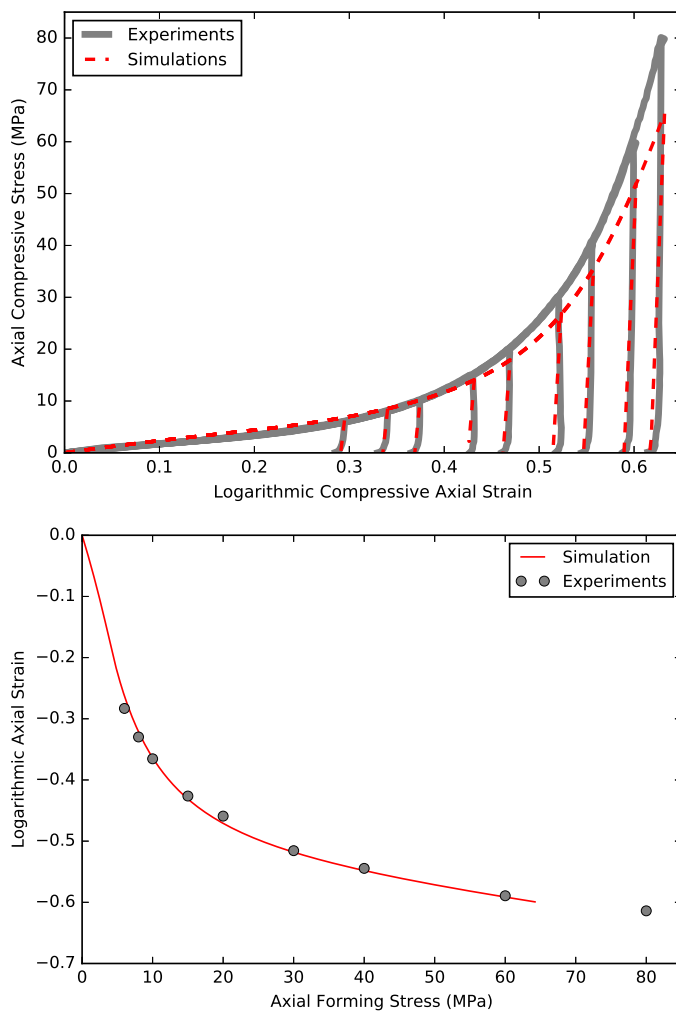 80
70
60
50
40
30
20
10
0
Axial Compressive Stress (MPa)
Experiments
Simulations
0.0 0.1 0.2 0.3 0.4 0.5 0.6
Logarithmic Compressive Axial Strain
0.0
−0.1
−0.2
−0.3
−0.4
−0.5
−0.6
−0.7
Logarithmic Axial Strain
Simulation
Experiments
0 10 20 30 40 50 60 70 80
Axial Forming Stress (MPa)